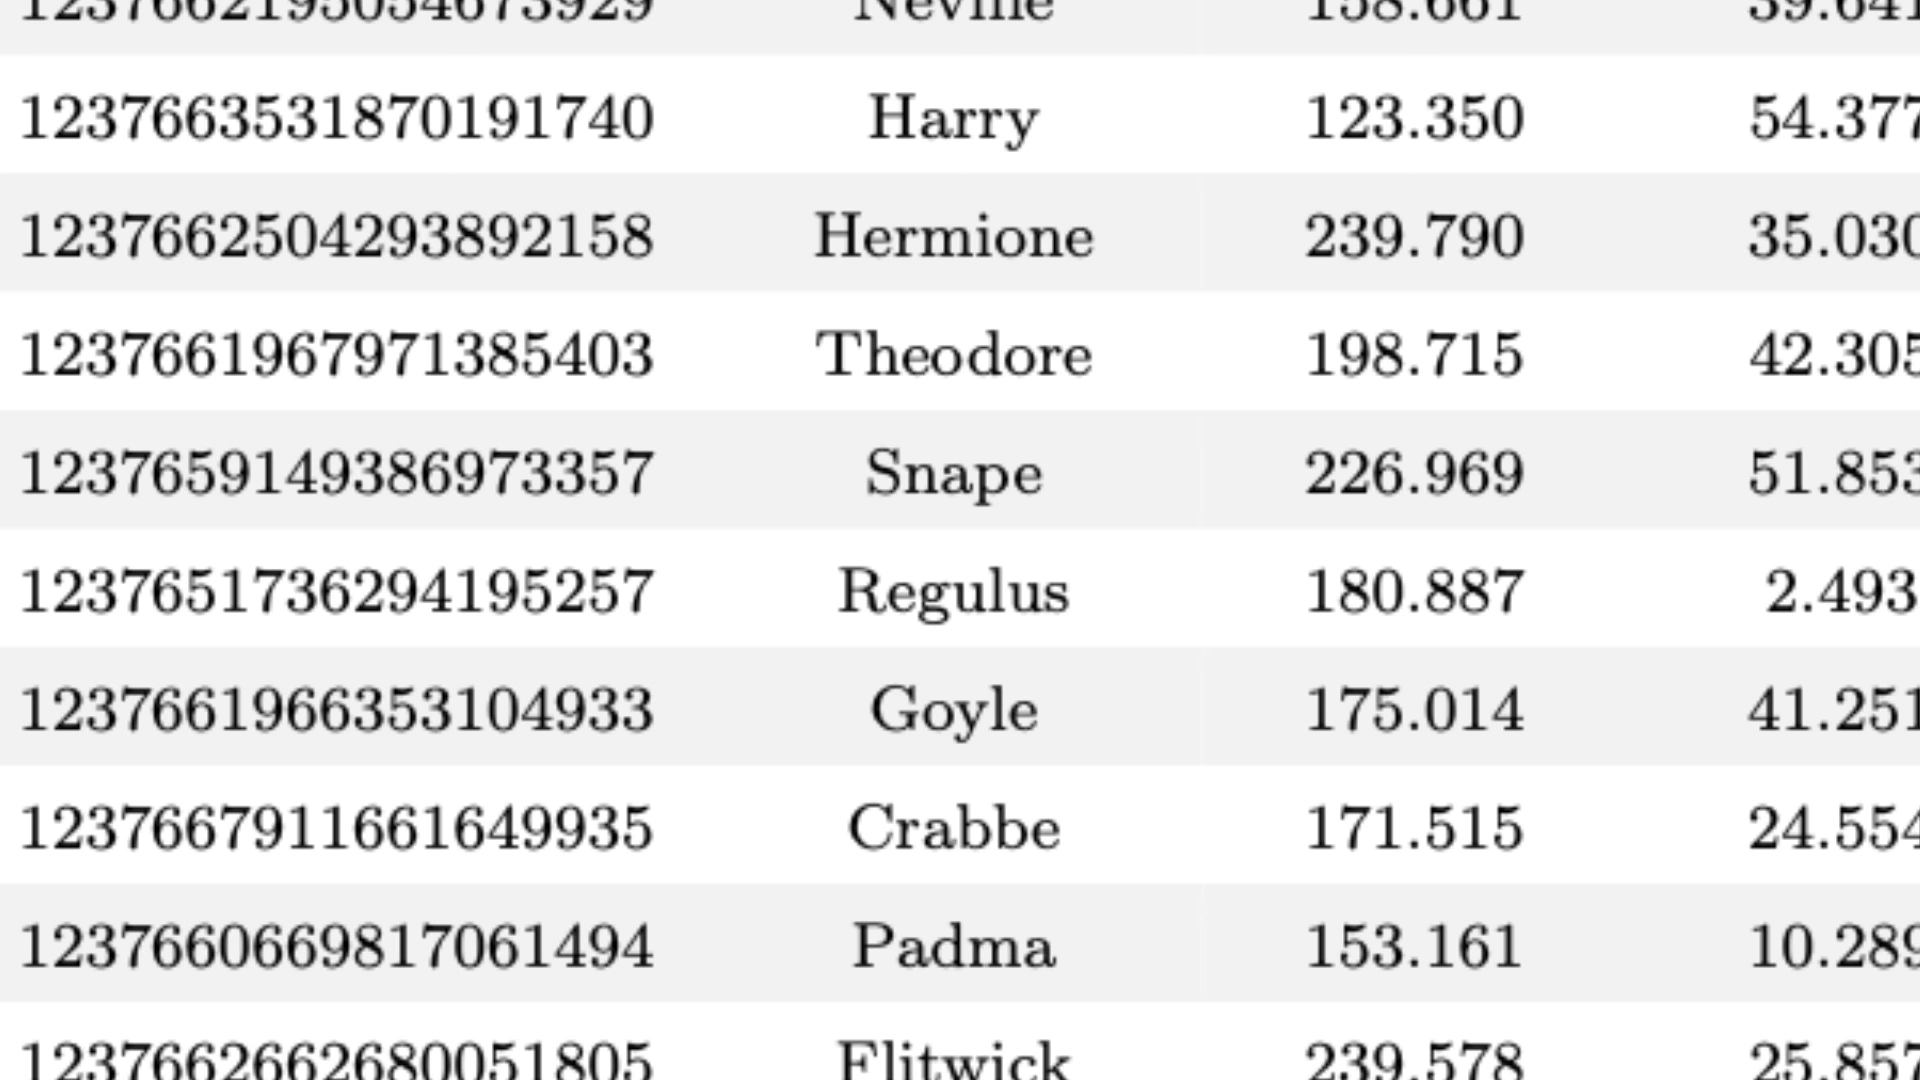 1237662195054673929 Neville 158.661 39.641
1237663531870191740 Harry 123.350 54.377
1237662504293892158 Hermione 239.790 35.030
1237661967971385403 Theodore 198.715 42.305
1237659149386973357 Snape 226.969 51.853
1237651736294195257 Regulus 180.887 2.493
1237661966353104933 Goyle 175.014 41.251
1237667911661649935 Crabbe 171.515 24.554
1237660669817061494 Padma 153.161 10.289
1237662662680051805 Flitwick 239.578 25.857